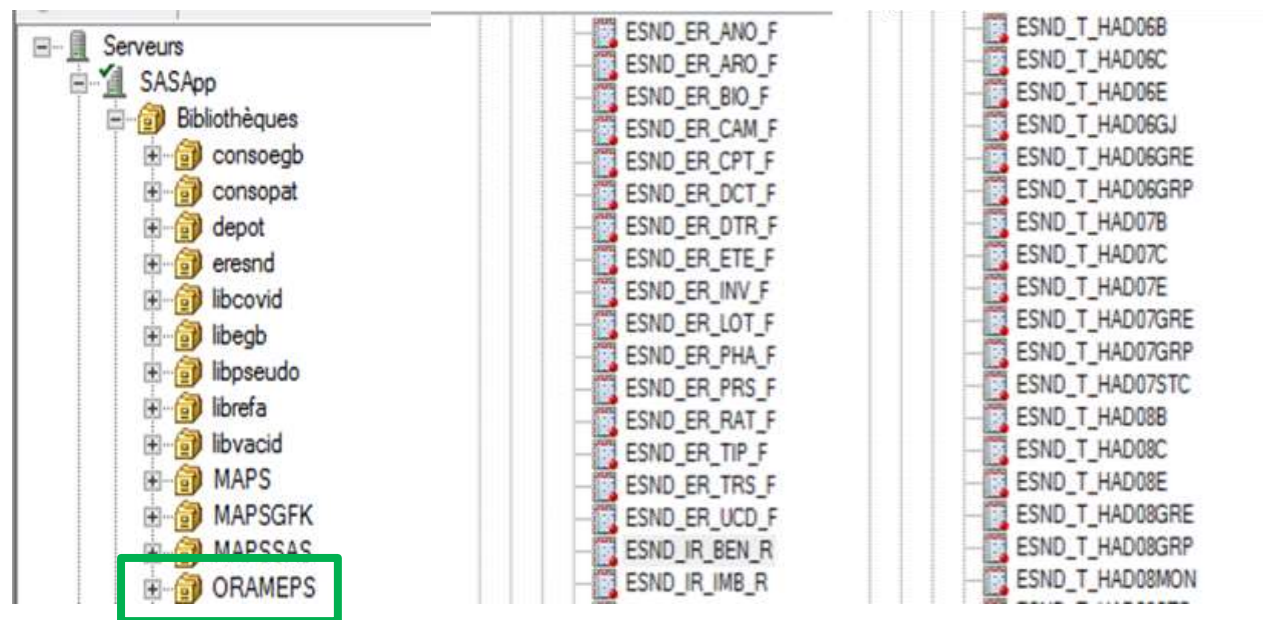 Serveurs
SASApp
Bibliothèques
consoegb
consopat
depot
eresnd
libcovid
libegb
libpseudo
librefa
libvacid
MAPS
MAPSGFK
MAPSSAS
ORAMEPS
ESND_ER_ANO_F
ESND_ER_ARO_F
ESND_ER_BIO_F
ESND_ER_CAM_F
ESND_ER_CPT_F
ESND_ER_DCT_F
ESND_ER_DTR_F
ESND_ER_ETE_F
ESND_ER_INV_F
ESND_ER_LOT_F
ESND_ER_PHA_F
ESND_ER_PRS_F
ESND_ER_RAT_F
ESND_ER_TIP_F
ESND_ER_TRS_F
ESND_ER_UCD_F
ESND_IR_BEN_R
ESND_IR_IMB_R
ESND_T_HAD06B
ESND_T_HAD06C
ESND_T_HAD06E
ESND_T_HAD06GJ
ESND_T_HAD06GRE
ESND_T_HAD06GRP
ESND_T_HAD07B
ESND_T_HAD07C
ESND_T_HAD07E
ESND_T_HAD07GRE
ESND_T_HAD07GRP
ESND_T_HAD07STC
ESND_T_HAD08B
ESND_T_HAD08C
ESND_T_HAD08E
ESND_T_HAD08GRE
ESND_T_HAD08GRP
ESND_T_HAD08MON